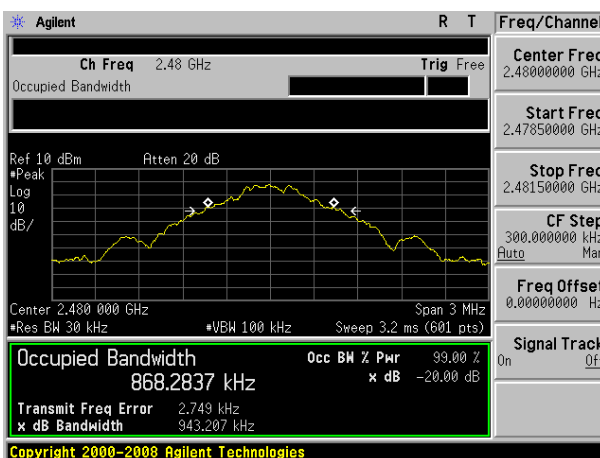 Agilent R T Freq/Channel
Ch Freq 2.48 GHz Trig Free
Occupied Bandwidth
Center Freq
2.48000000 GHz
Start Freq
2.47850000 GHz
Stop Freq
2.48150000 GHz
CF Step
300.000000 kHz
Auto Man
Freq Offset
0.00000000 Hz
Signal Track
On Off
Ref 10 dBm Atten 20 dB
#Peak
Log
10
dB/
Center 2.480 000 GHz Span 3 MHz
#Res BW 30 kHz #VBW 100 kHz Sweep 3.2 ms (601 pts)
Occupied Bandwidth Occ BW % Pwr 99.00 %
868.2837 kHz x dB -20.00 dB
Transmit Freq Error 2.749 kHz
x dB Bandwidth 943.207 kHz
Copyright 2000-2008 Agilent Technologies